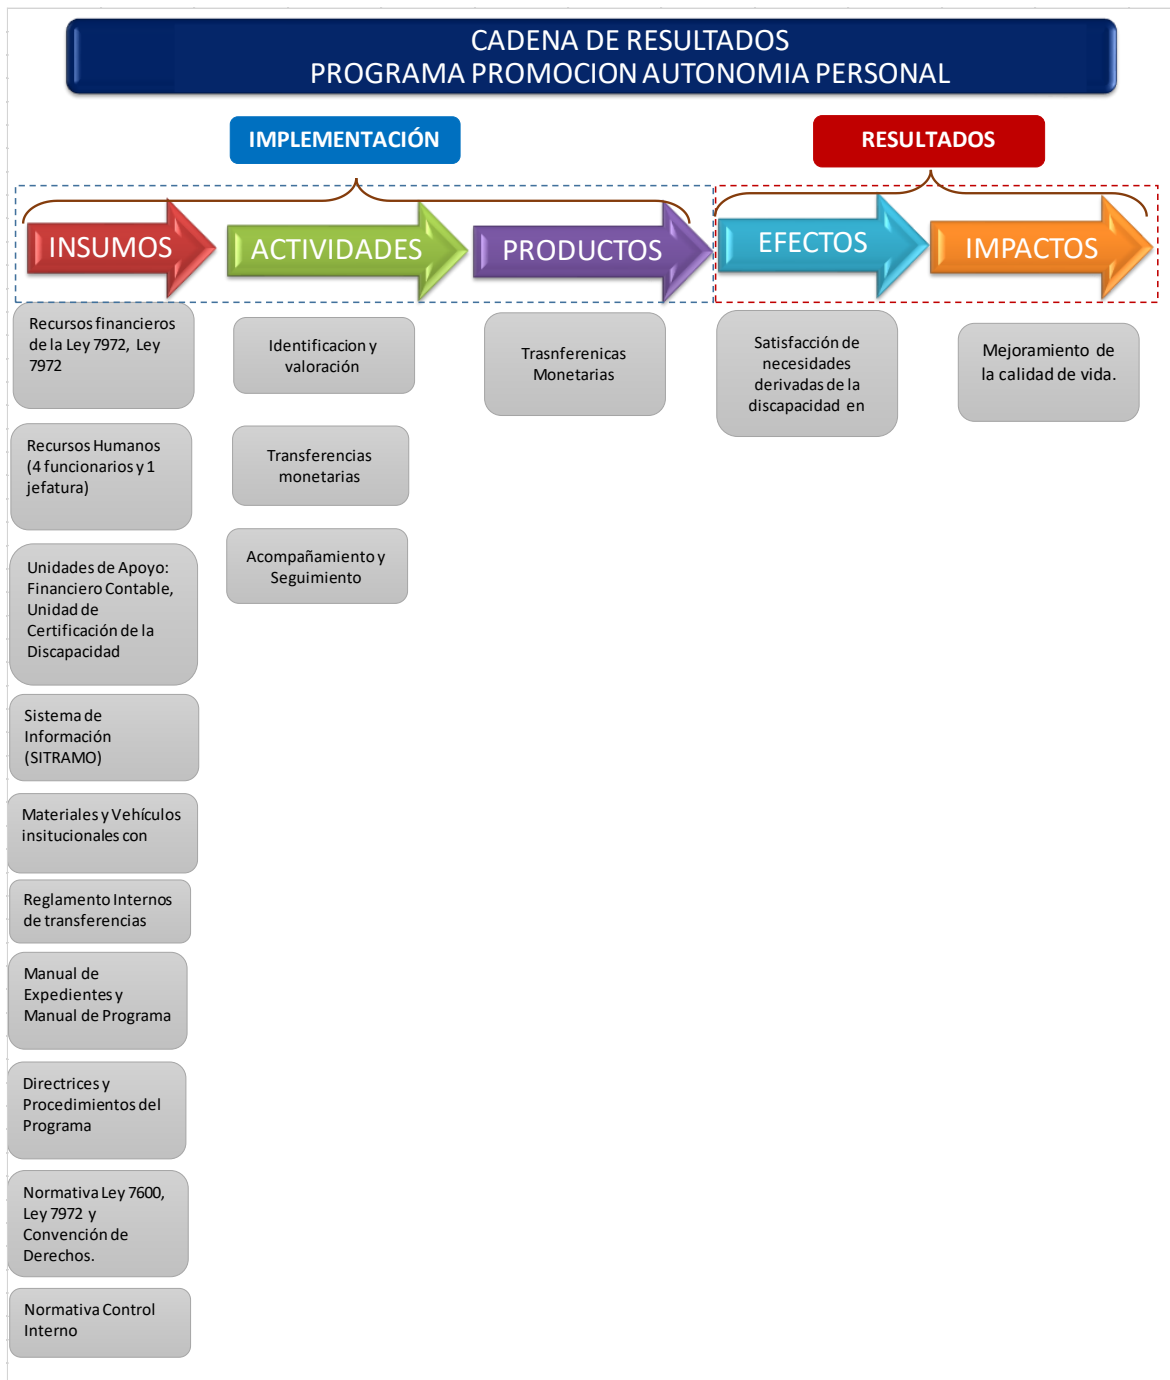 CADENA DE RESULTADOS
PROGRAMA PROMOCION AUTONOMIA PERSONAL
IMPLEMENTACIÓN
RESULTADOS
INSUMOS
ACTIVIDADES
PRODUCTOS
EFECTOS
IMPACTOS
Recursos financieros
de la Ley 7972, Ley
7972
Recursos Humanos
(4 funcionarios y 1
jefatura)
Unidades de Apoyo:
Financiero Contable,
Unidad de
Certificación de la
Discapacidad
Sistema de
Información
(SITRAMO)
Materiales y Vehículos
insitucionales con
Reglamento Internos
de transferencias
Manual de
Expedientes y
Manual de Programa
Directrices y
Procedimientos del
Programa
Normativa Ley 7600,
Ley 7972 y
Convención de
Derechos.
Normativa Control
Interno
Identificacion y
valoración
Transferencias
monetarias
Acompañamiento y
Seguimiento
Trasnferenicas
Monetarias
Satisfacción de
necesidades
derivadas de la
discapacidad en
Mejoramiento de
la calidad de vida.